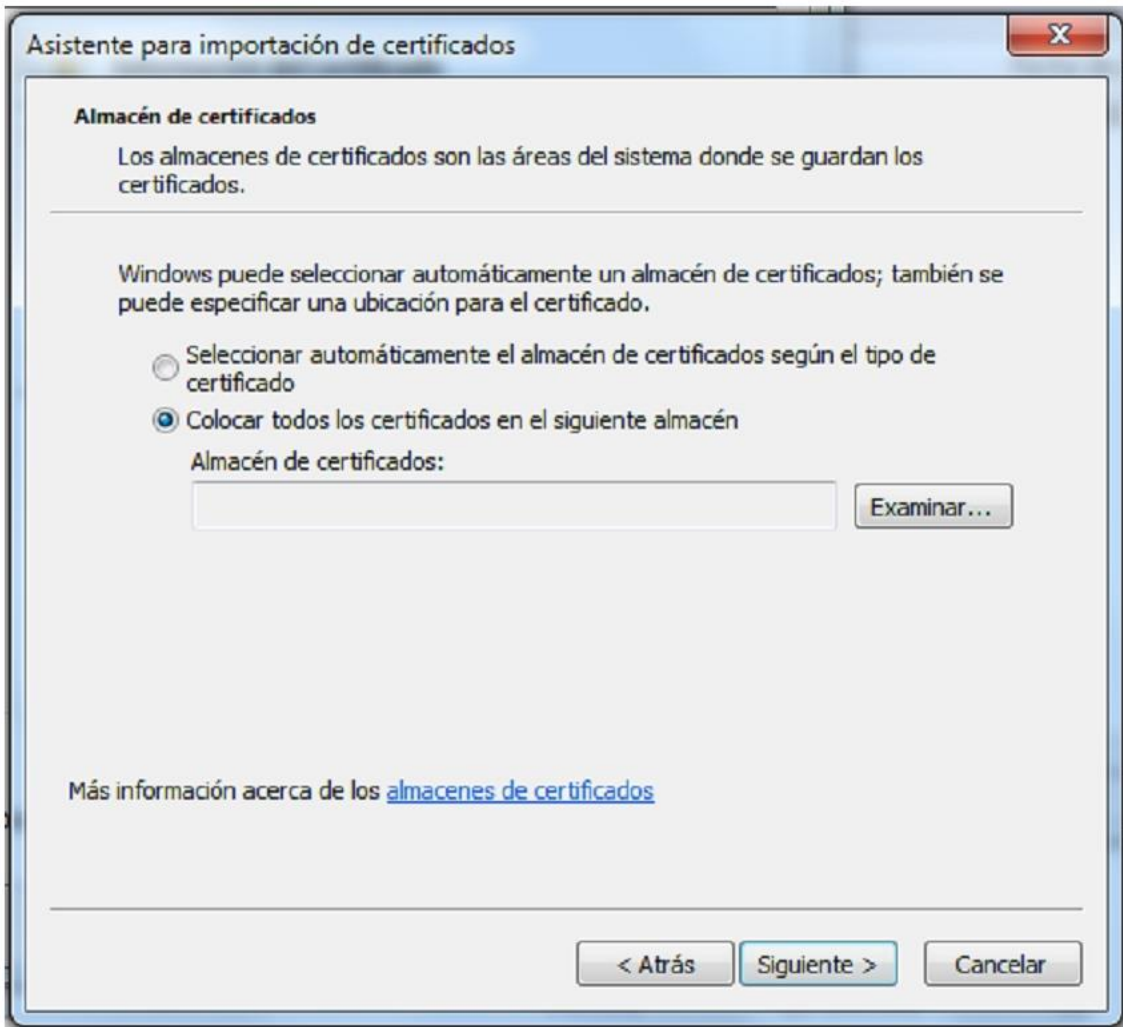 Asistente para importación de certificados
Almacén de certificados
Los almacenes de certificados son las áreas del sistema donde se guardan los
certificados.
Windows puede seleccionar automáticamente un almacén de certificados; también se
puede especificar una ubicación para el certificado.
Seleccionar automáticamente el almacén de certificados según el tipo de
certificado
Colocar todos los certificados en el siguiente almacén
Almacén de certificados:
Examinar...
Más información acerca de los almacenes de certificados
< Atrás
Siguiente >
Cancelar